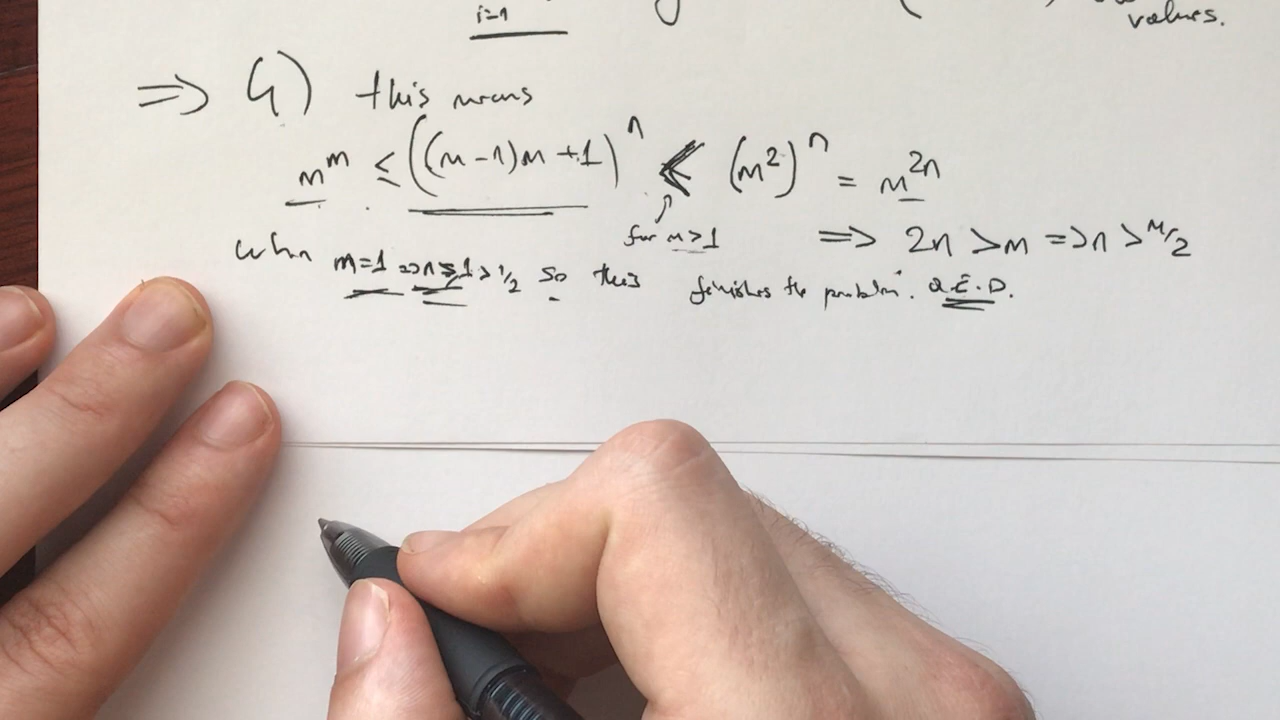 i=1
values.
=> 4) this means
m^m ≤ ((m-1)m+1)^n < (m²)^n = m^2n
for m>1 => 2n > m => n > m/2
when m=1 => n ≥ 1 > 1/2 so this finishes the problem. Q.E.D.